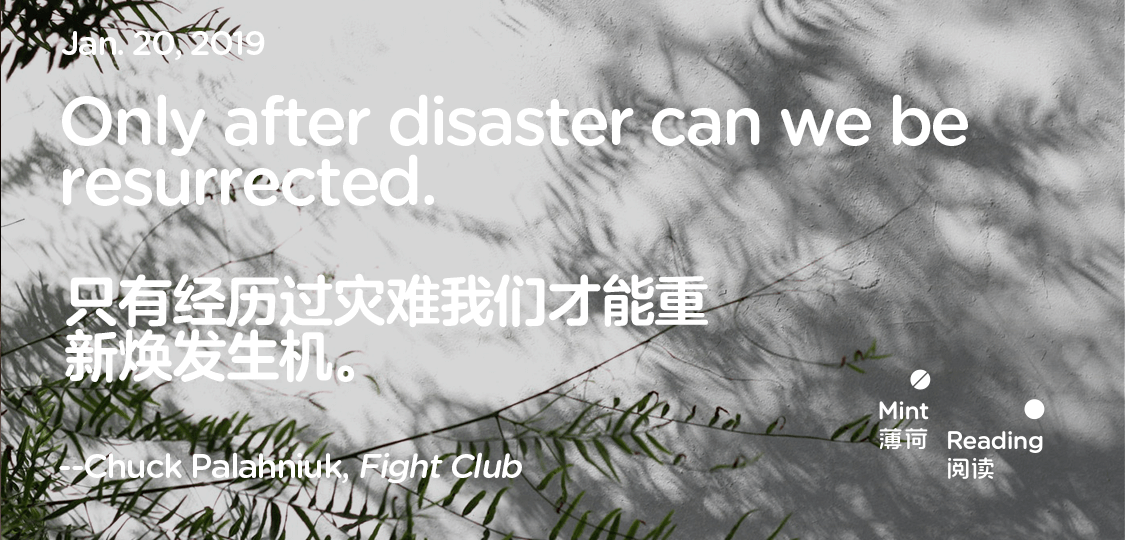 Jan. 20, 2019
Only after disaster can we be
resurrected.
只有经历过灾难我们才能重
新焕发生机。
--Chuck Palahniuk, Fight Club
Mint
薄荷
Reading
阅读